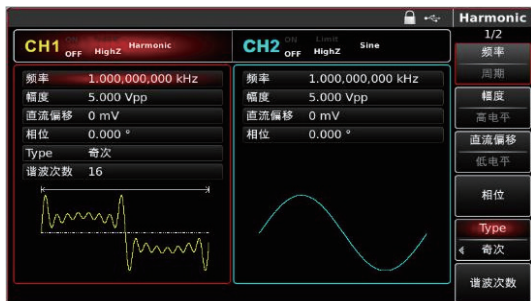 Harmonic
CH1 ON OFF HighZ Harmonic
CH2 ON OFF Limit HighZ Sine
1/2
频率
周期
频率 1.000,000,000 kHz
幅度 5.000 Vpp
直流偏移 0 mV
相位 0.000 °
Type 奇次
谐波次数 16
频率 1.000,000,000 kHz
幅度 5.000 Vpp
直流偏移 0 mV
相位 0.000 °
幅度
高电平
直流偏移
低电平
相位
Type
奇次
谐波次数